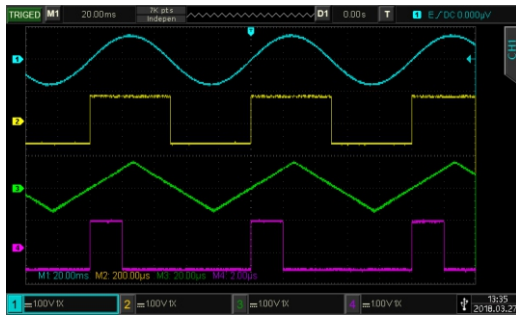 TRIGED M1 20.00ms 7K pts Indepen D1 0.00s T 1 E/DC 0.000µV
T
CH1
1
2
3
4
M1: 20.00ms M2: 200.00µs M3: 20.00µs M4: 2.00µs
1 100V 1X 2 100V 1X 3 100V 1X 4 100V 1X 13:35
2018.03.27